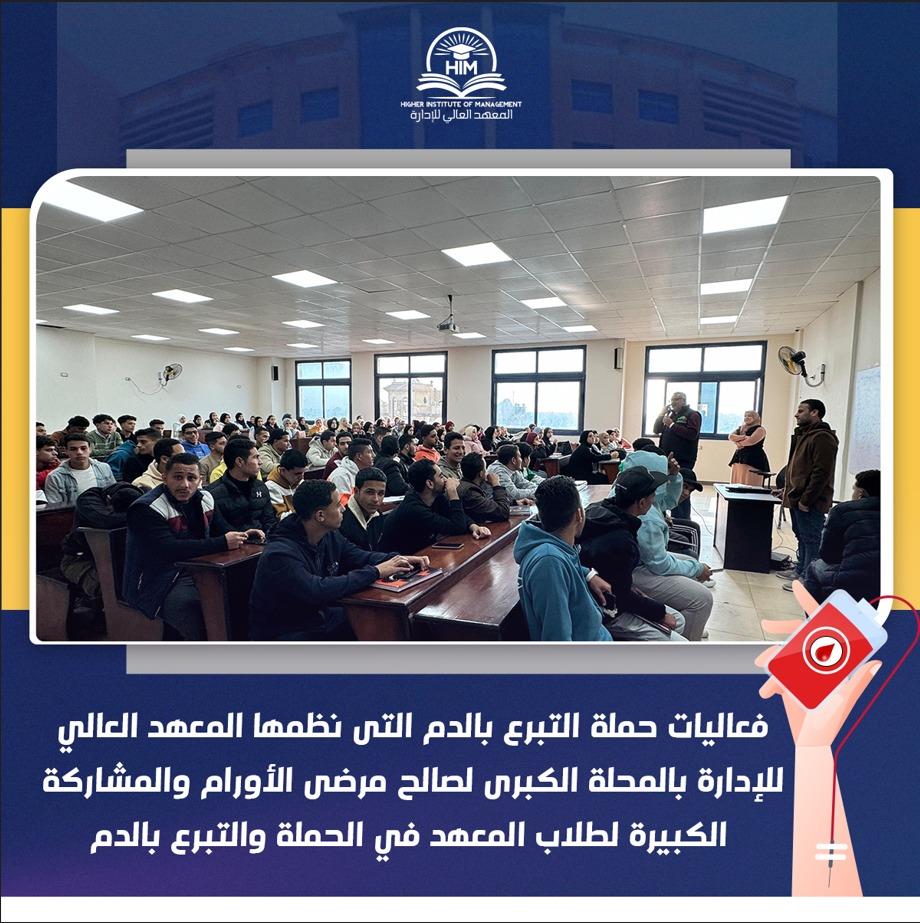 HIM
HIGHER INSTITUTE OF MANAGEMENT
المعهد العالي للإدارة
فعاليات حملة التبرع بالدم التى نظمها المعهد العالي
للإدارة بالمحلة الكبرى لصالح مرضى الأورام والمشاركة
الكبيرة لطلاب المعهد في الحملة والتبرع بالدم